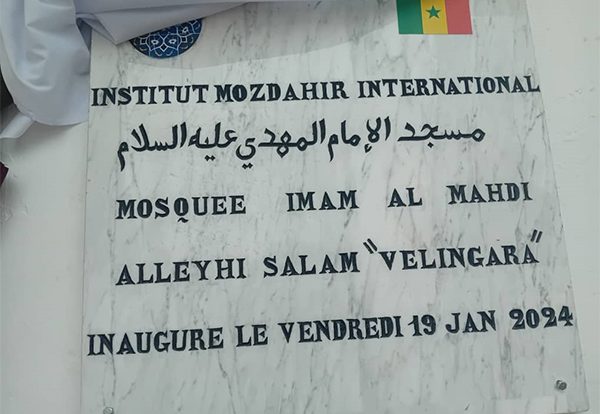 INSTITUT MOZDAHIR INTERNATIONAL
مسجد الإمام المهدي عليه السلام
MOSQUEE IMAM AL MAHDI
ALLEYHI SALAM "VELINGARA"
INAUGURE LE VENDREDI 19 JAN 2024